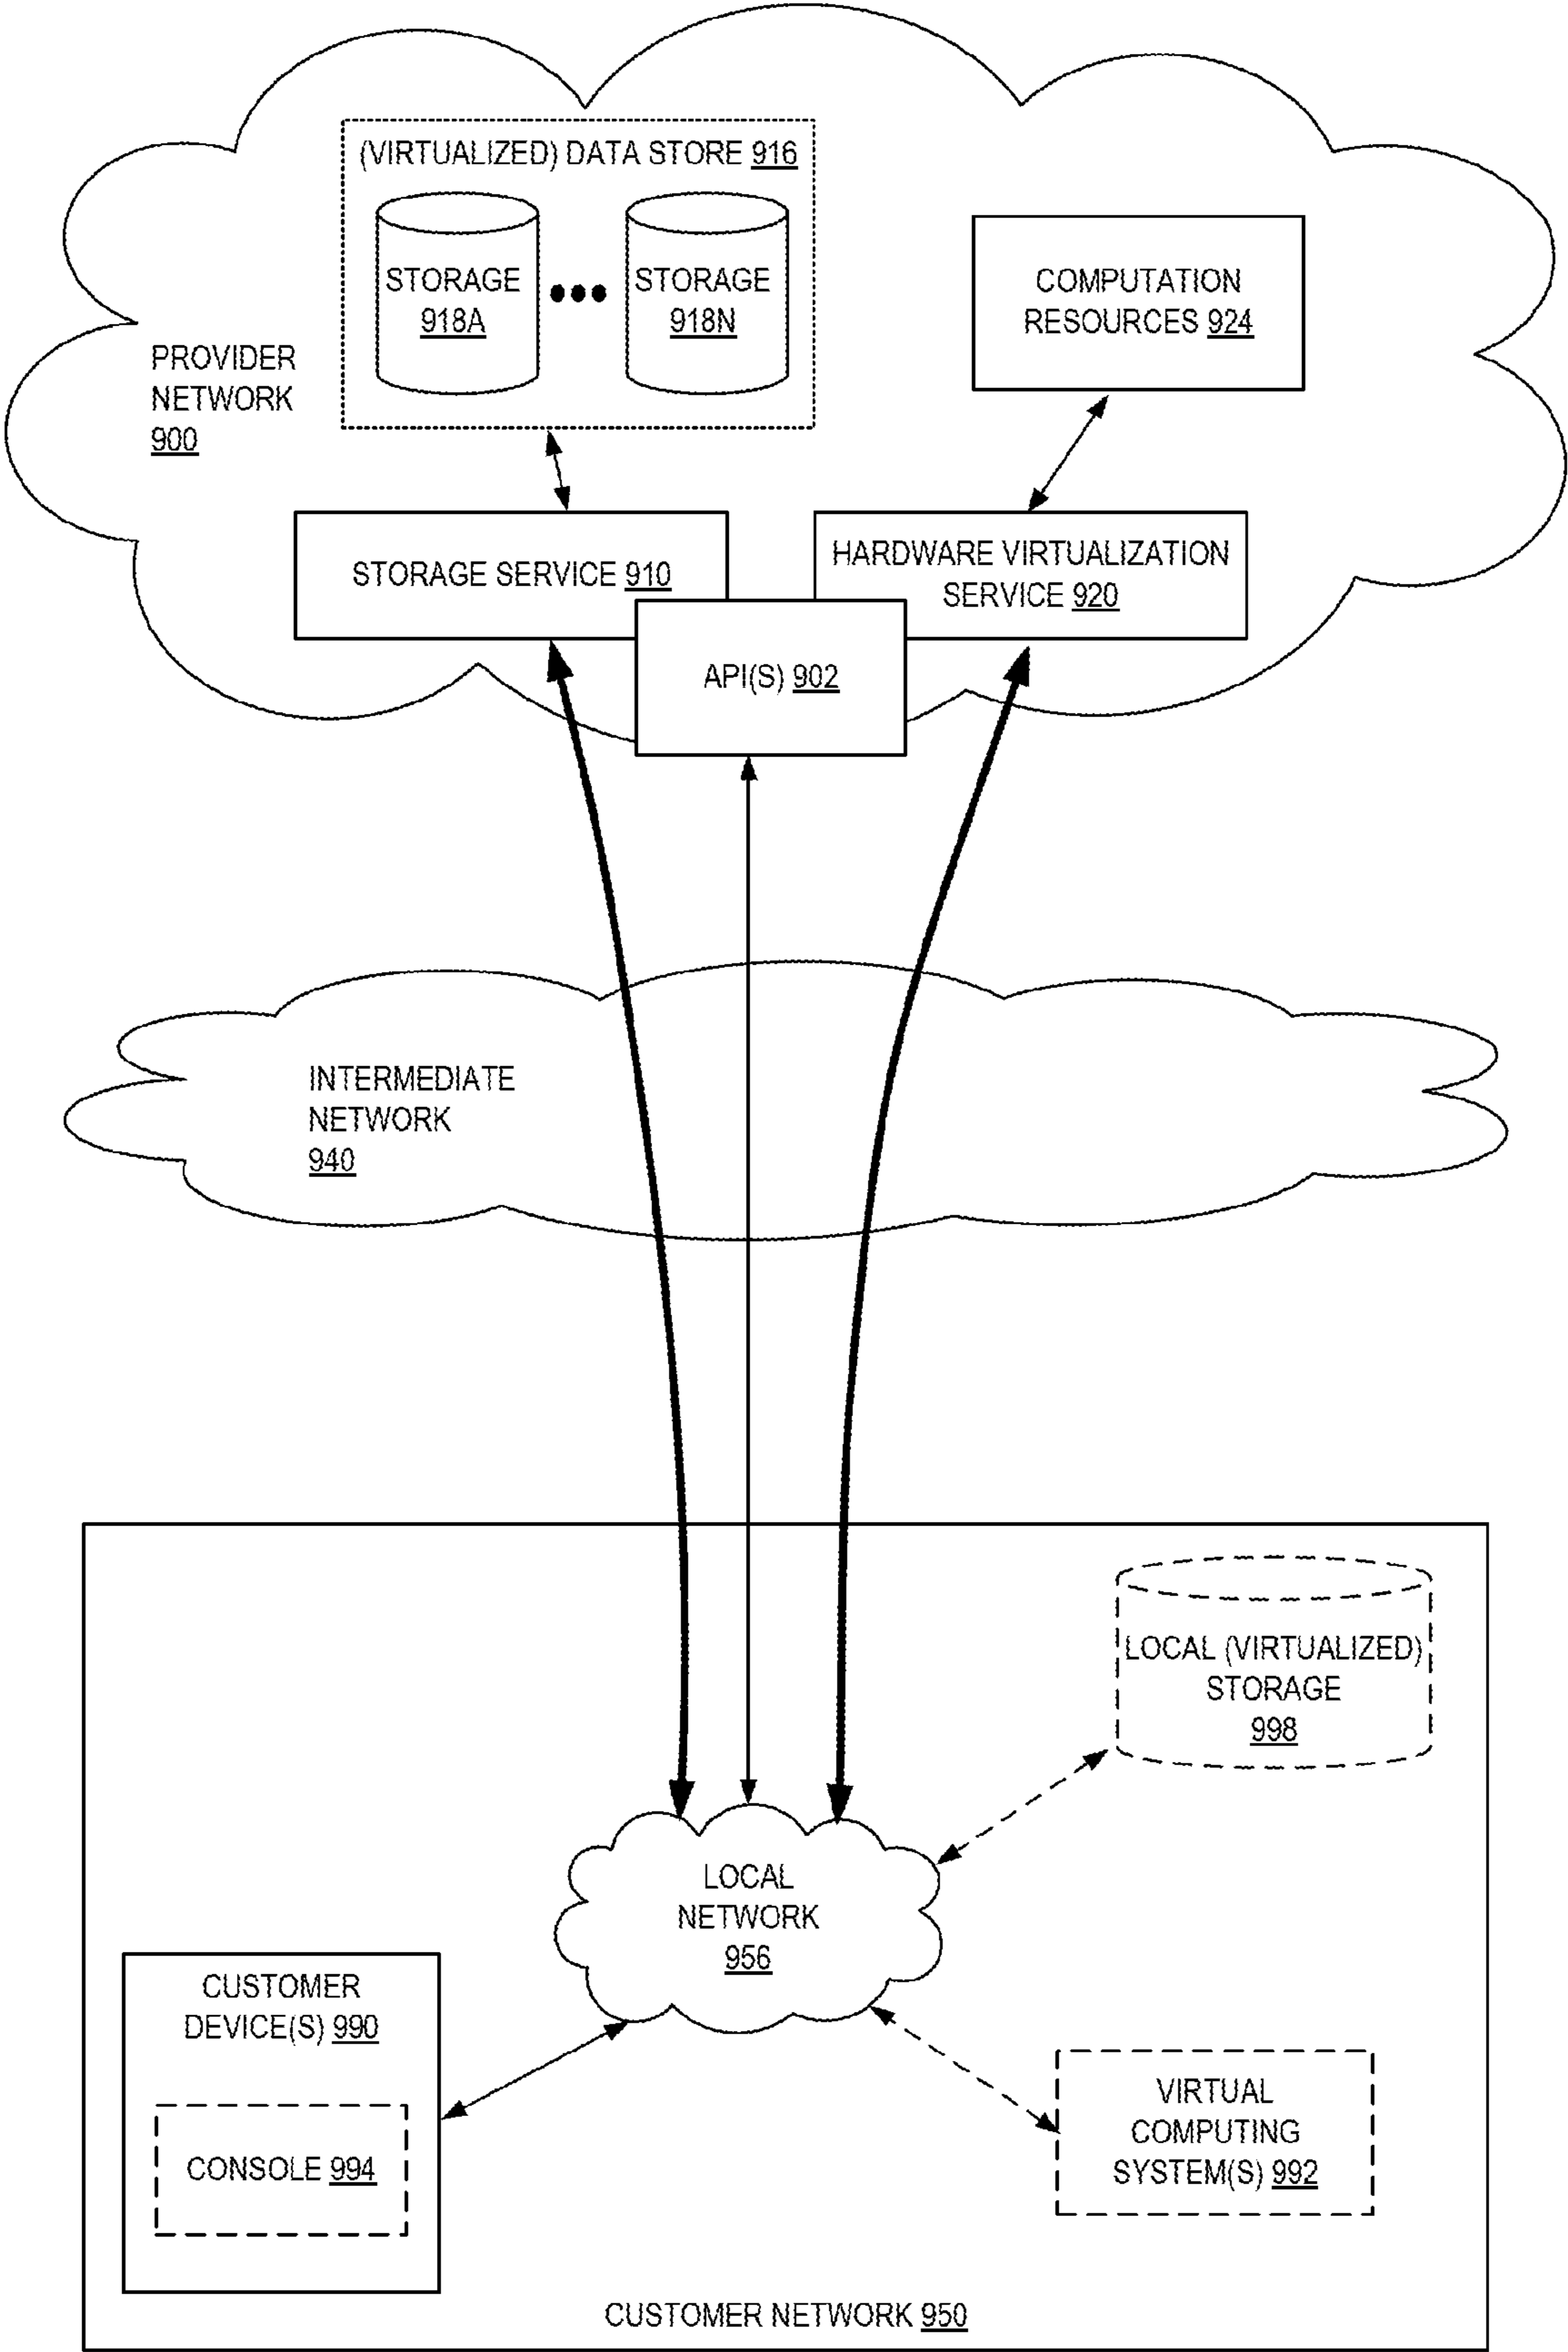 (VIRTUALIZED) DATA STORE 916
STORAGE
918A
STORAGE
918N
COMPUTATION
RESOURCES 924
PROVIDER
NETWORK
900
STORAGE SERVICE 910
HARDWARE VIRTUALIZATION
SERVICE 920
API(S) 902
INTERMEDIATE
NETWORK
940
LOCAL (VIRTUALIZED)
STORAGE
998
LOCAL
NETWORK
956
CUSTOMER
DEVICE(S) 990
CONSOLE 994
VIRTUAL
COMPUTING
SYSTEM(S) 992
CUSTOMER NETWORK 950